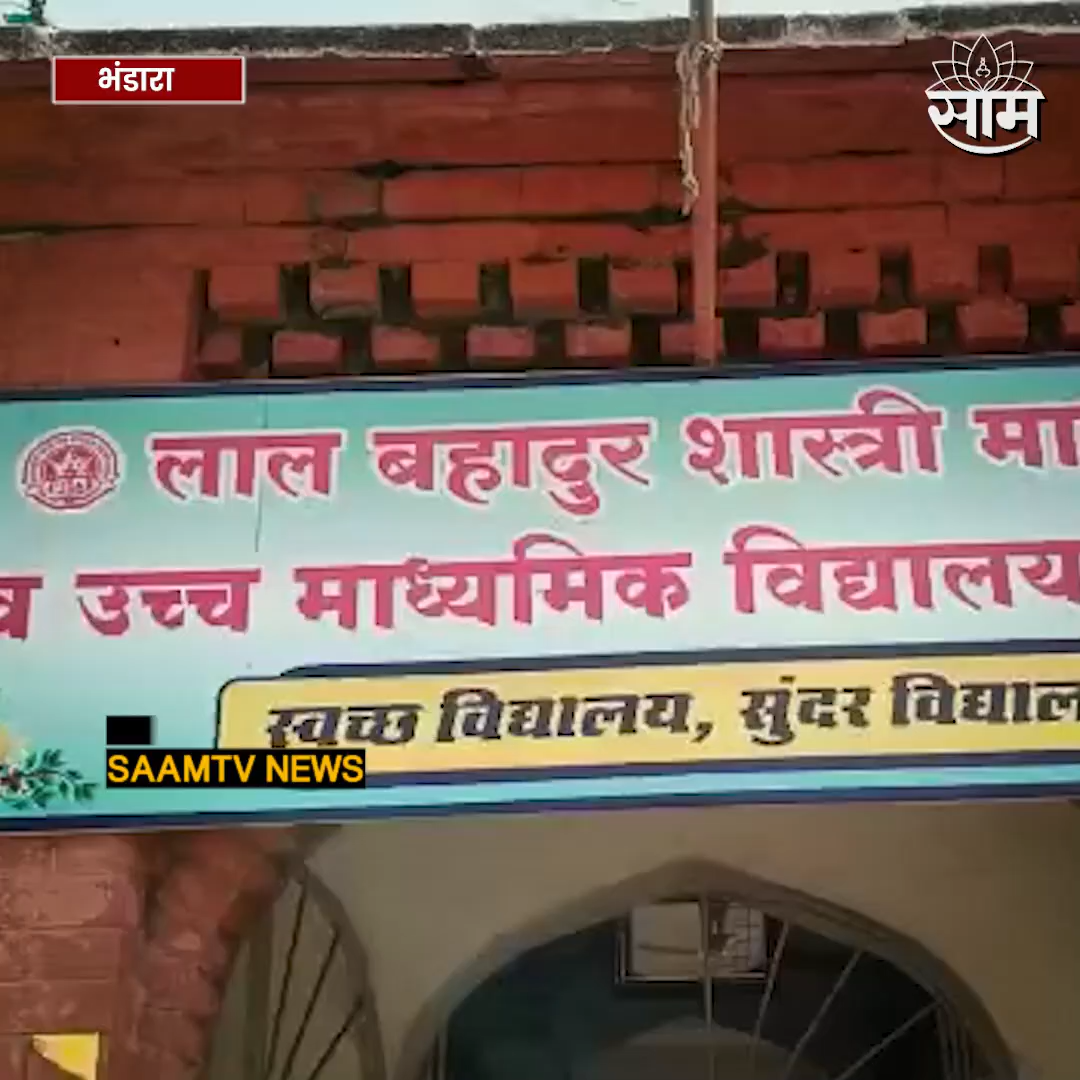 भंडारा
साम
लाल बहादुर शास्त्री मा
व उच्च माध्यमिक विद्यालय
स्वच्छ विद्यालय, सुंदर विद्याल
SAAMTV NEWS